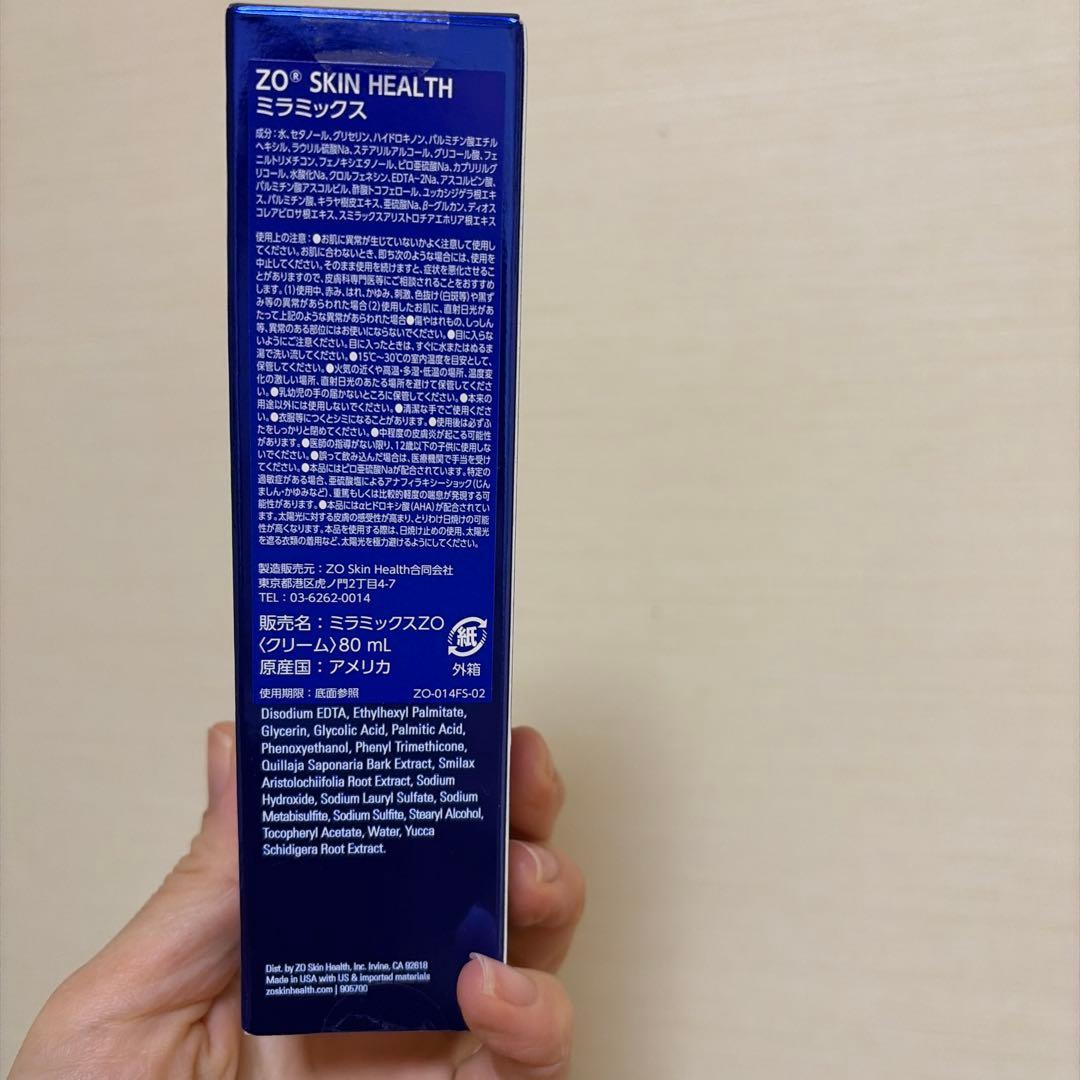 ZO® SKIN HEALTH
ミラミックス
成分：水、セタノール、グリセリン、ハイドロキノン、パルミチン酸エチル
ヘキシル、ラウリル硫酸Na、ステアリルアルコール、グリコール酸、フェ
ニルトリメチコン、フェノキシエタノール、ピロ亜硫酸Na、カプリリルグ
リコール、水酸化Na、クロルフェネシン、EDTA-2Na、アスコルビン酸、
パルミチン酸アスコルビル、酢酸トコフェロール、ユッカシジゲラ根エキ
ス、パルミチン酸、キラヤ樹皮エキス、亜硫酸Na、β-グルカン、ディオス
コレアビロサ根エキス、スミラックスアリストロチアエホリア根エキス
使用上の注意：●お肌に異常が生じていないかよく注意して使用し
てください。お肌に合わないとき、即ち次のような場合には、使用を
中止してください。そのまま使用を続けますと、症状を悪化させるこ
とがありますので、皮膚科専門医等にご相談されることをおすすめ
します。(1)使用中、赤み、はれ、かゆみ、刺激、色抜け(白斑等)や黒ず
み等の異常があらわれた場合(2)使用したお肌に、直射日光があ
たって上記のような異常があらわれた場合●傷やはれもの、しっしん
等、異常のある部位にはお使いにならないでください。●目に入らな
いようにご注意ください。目に入ったときは、すぐに水またはぬるま
湯で洗い流してください。●15℃～30℃の室内温度を目安として、
保管してください。●火気の近くや高温・多湿・低温の場所、温度変
化の激しい場所、直射日光のあたる場所を避けて保管してくださ
い。●乳幼児の手の届かないところに保管してください。●本来の
用途以外には使用しないでください。●清潔な手でご使用くださ
い。●衣服等につくとシミになることがあります。●使用後は必ずふ
たをしっかりと閉めてください。●中程度の皮膚炎が起こる可能性
があります。●医師の指導がない限り、12歳以下の子供に使用しな
いでください。●誤って飲み込んだ場合は、医療機関で手当を受け
てください。●本品にはピロ亜硫酸Naが配合されています。特定の
過敏症がある場合、亜硫酸塩によるアナフィラキシーショック(じん
ましん・かゆみなど)、重篤もしくは比較的軽度の喘息が発現する可
能性があります。●本品にはαヒドロキシ酸(AHA)が配合されてい
ます。太陽光に対する皮膚の感受性が高まり、とりわけ日焼けの可能
性が高くなります。本品を使用する際は、日焼け止めの使用、太陽光
を遮る衣類の着用など、太陽光を極力避けるようにしてください。
製造販売元：ZO Skin Health合同会社
東京都港区虎ノ門2丁目4-7
TEL：03-6262-0014
販売名：ミラミックスZO
〈クリーム〉80 mL
原産国：アメリカ
紙
外箱
使用期限：底面参照 ZO-014FS-02
Disodium EDTA, Ethylhexyl Palmitate,
Glycerin, Glycolic Acid, Palmitic Acid,
Phenoxyethanol, Phenyl Trimethicone,
Quillaja Saponaria Bark Extract, Smilax
Aristolochiifolia Root Extract, Sodium
Hydroxide, Sodium Lauryl Sulfate, Sodium
Metabisulfite, Sodium Sulfite, Stearyl Alcohol,
Tocopheryl Acetate, Water, Yucca
Schidigera Root Extract.
Dist. by ZO Skin Health, Inc. Irvine, CA 92618
Made in USA with US & imported materials
zoskinhealth.com | 905700